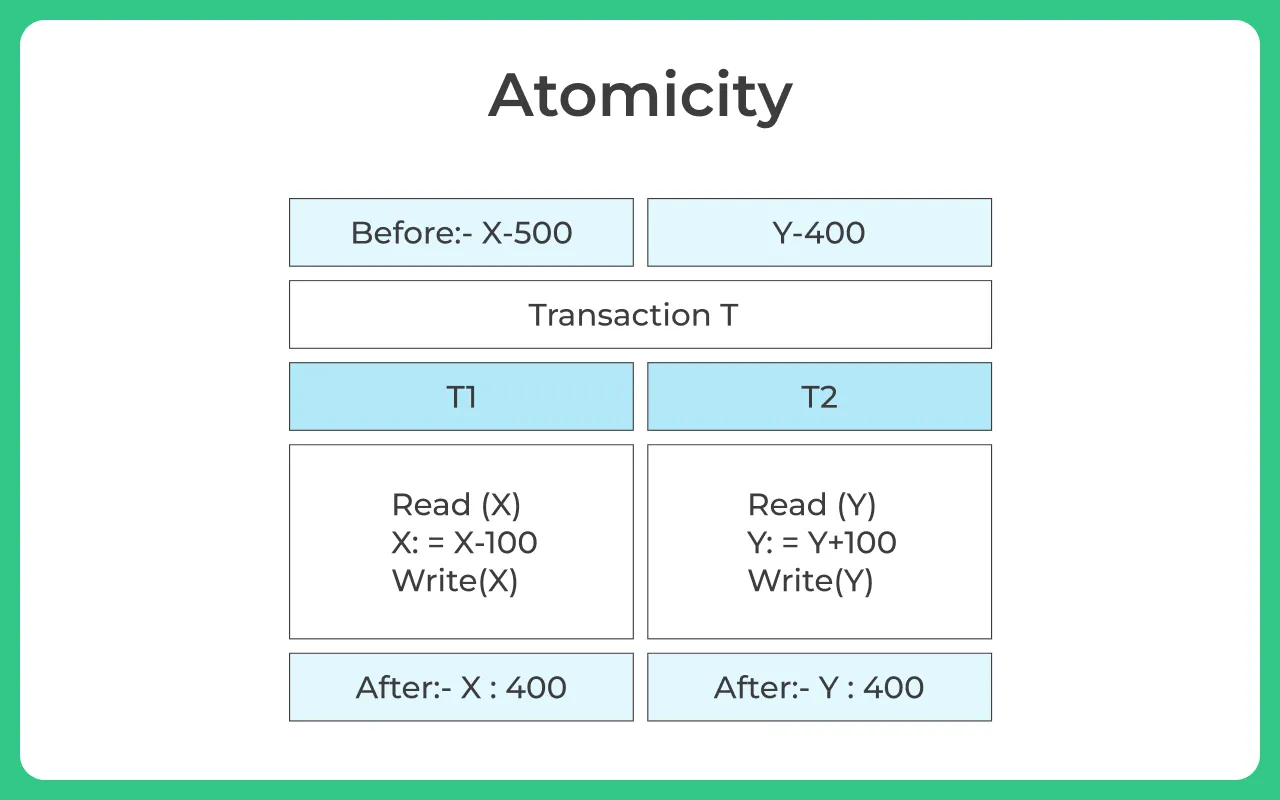 Atomicity
Before:- X-500
Y-400
Transaction T
T1
T2
Read (X)
X: = X-100
Write(X)
Read (Y)
Y: = Y+100
Write(Y)
After:- X : 400
After:- Y : 400